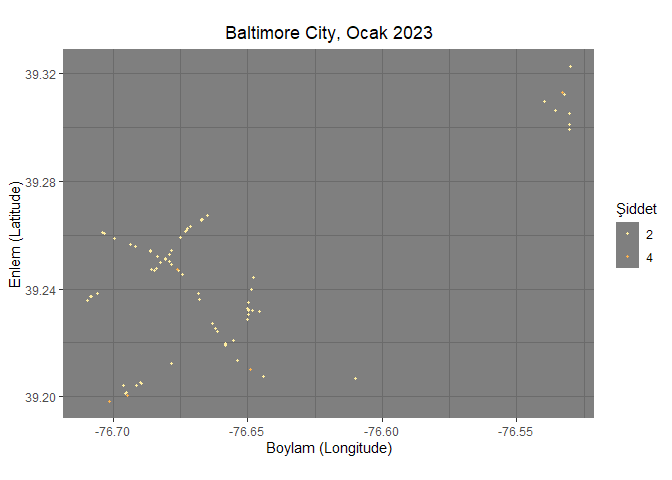 Baltimore City, Ocak 2023
39.32
39.28
39.24
39.20
Enlem (Latitude)
-76.70
-76.65
-76.60
-76.55
Boylam (Longitude)
Şiddet
2
4